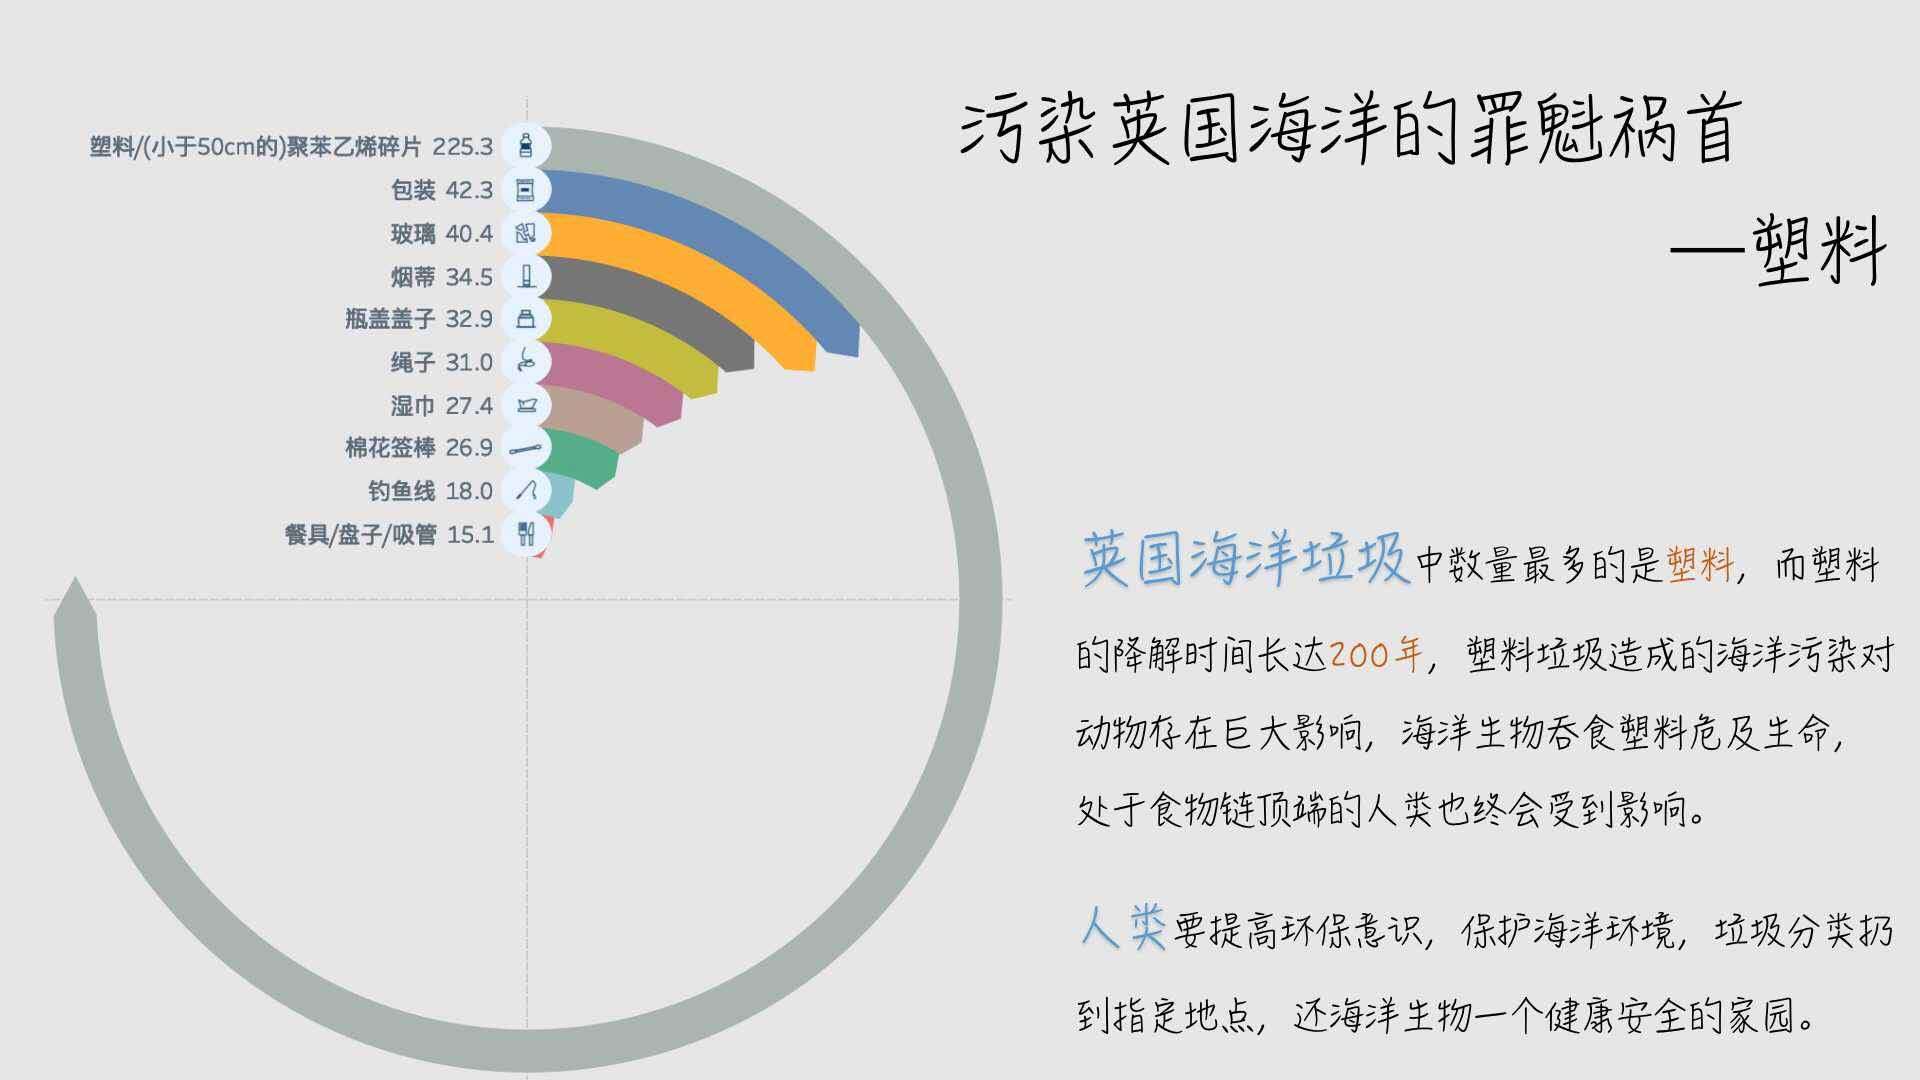 污染英国海洋的罪魁祸首
—塑料
塑料/(小于50cm的)聚苯乙烯碎片 225.3
包装 42.3
玻璃 40.4
烟蒂 34.5
瓶盖盖子 32.9
绳子 31.0
湿巾 27.4
棉花签棒 26.9
钓鱼线 18.0
餐具/盘子/吸管 15.1
英国海洋垃圾中数量最多的是塑料，而塑料
的降解时间长达200年，塑料垃圾造成的海洋污染对
动物存在巨大影响，海洋生物吞食塑料危及生命，
处于食物链顶端的人类也终会受到影响。
人类要提高环保意识，保护海洋环境，垃圾分类扔
到指定地点，还海洋生物一个健康安全的家园。